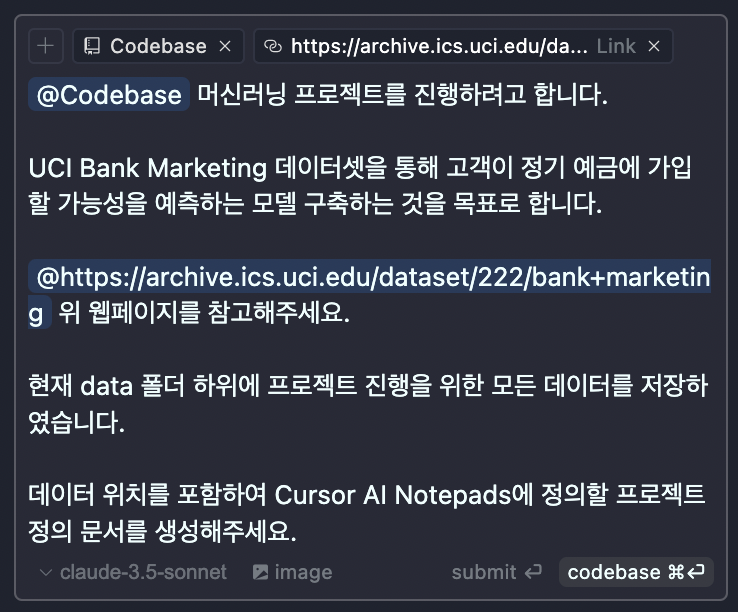 Codebase × https://archive.ics.uci.edu/da... Link ×
@Codebase 머신러닝 프로젝트를 진행하려고 합니다.
UCI Bank Marketing 데이터셋을 통해 고객이 정기 예금에 가입
할 가능성을 예측하는 모델 구축하는 것을 목표로 합니다.
@https://archive.ics.uci.edu/dataset/222/bank+marketin
g 위 웹페이지를 참고해주세요.
현재 data 폴더 하위에 프로젝트 진행을 위한 모든 데이터를 저장하
였습니다.
데이터 위치를 포함하여 Cursor AI Notepads에 정의할 프로젝트
정의 문서를 생성해주세요.
claude-3.5-sonnet image submit ↵ codebase ⌘↵